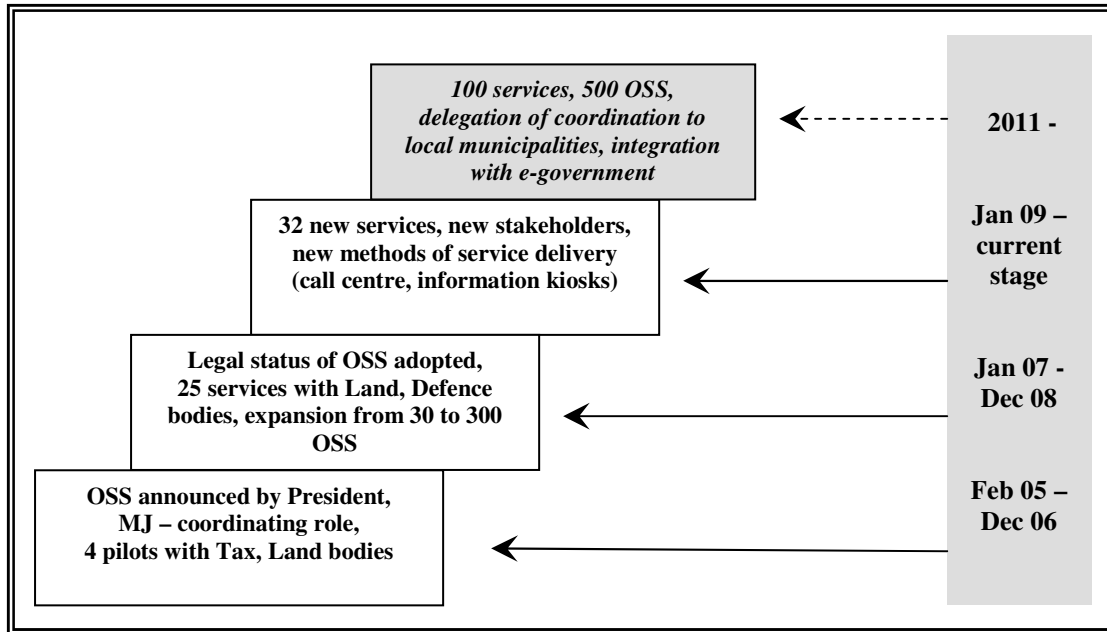 100 services, 500 OSS,
delegation of coordination to
local municipalities, integration
with e-government
2011 -
32 new services, new stakeholders,
new methods of service delivery
(call centre, information kiosks)
Jan 09 –
current
stage
Legal status of OSS adopted,
25 services with Land, Defence
bodies, expansion from 30 to 300
OSS
Jan 07 -
Dec 08
OSS announced by President,
MJ – coordinating role,
4 pilots with Tax, Land bodies
Feb 05 –
Dec 06